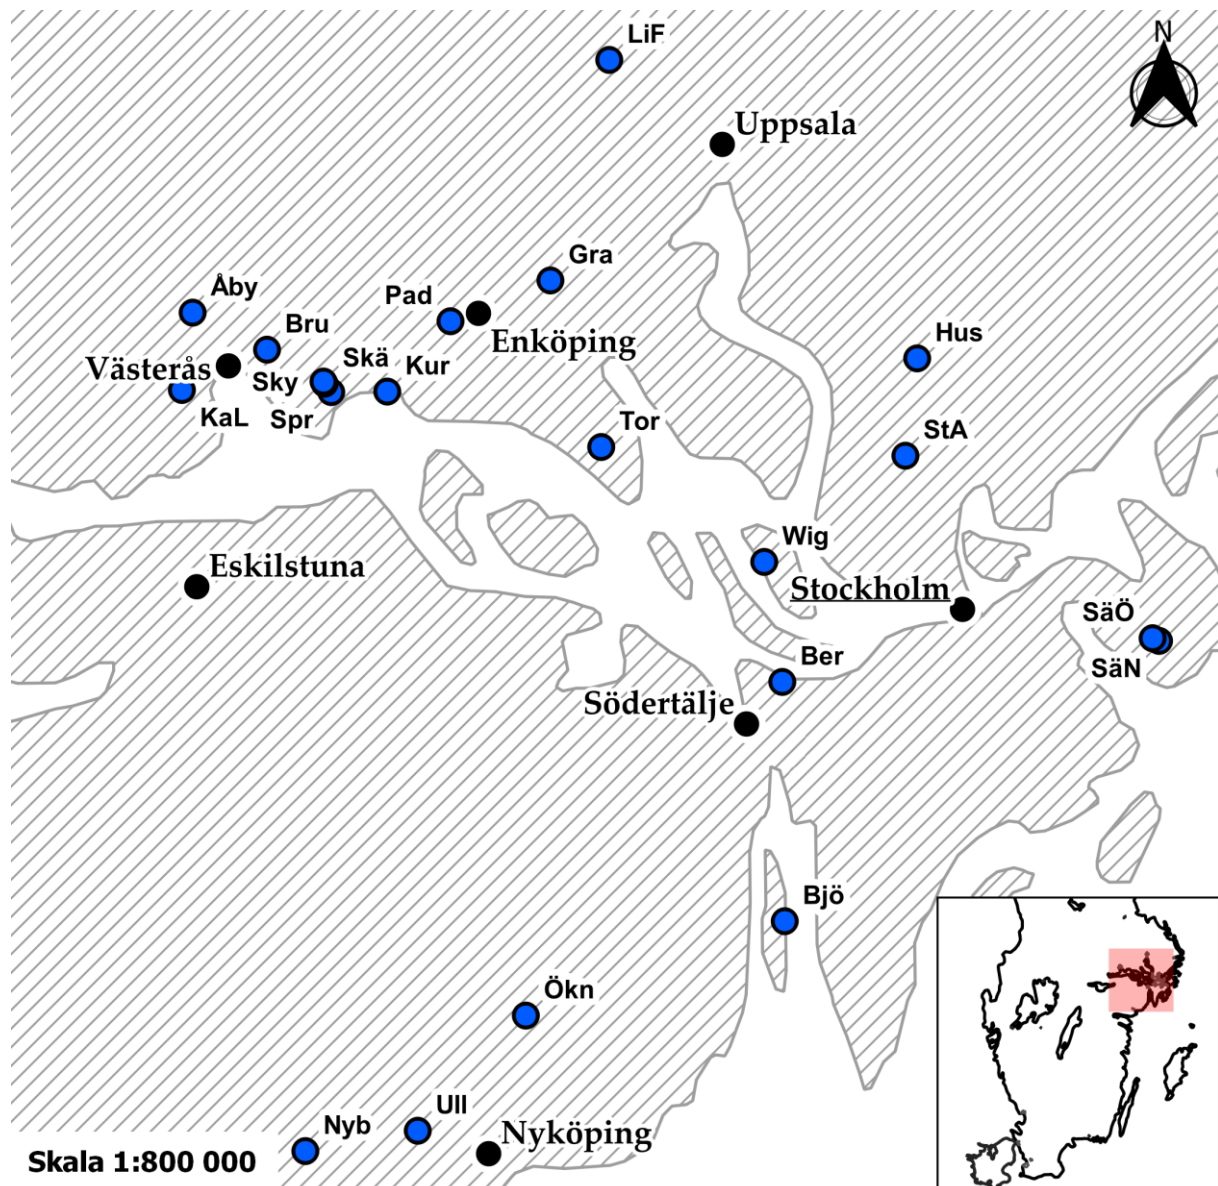 LiF
N
Uppsala
Gra
Åby
Pad
Bru
Enköping
Hus
Västerås
Skä
Kur
Sky
KaL
Spr
Tor
StA
Wig
Eskilstuna
Stockholm
SäÖ
Ber
SäN
Södertälje
Bjö
Ökn
Ull
Nyb
Nyköping
Skala 1:800 000